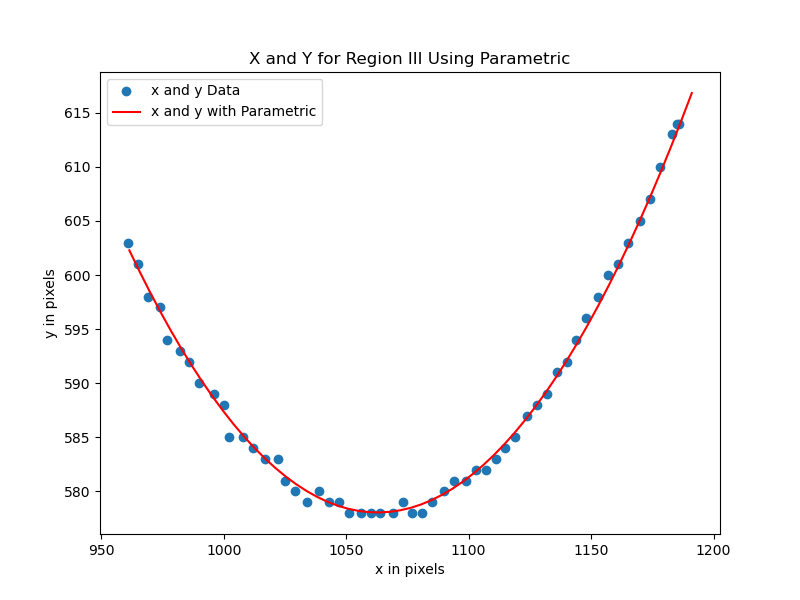 X and Y for Region III Using Parametric
x and y Data
x and y with Parametric
615
610
605
600
595
590
585
580
y in pixels
950
1000
1050
1100
1150
1200
x in pixels